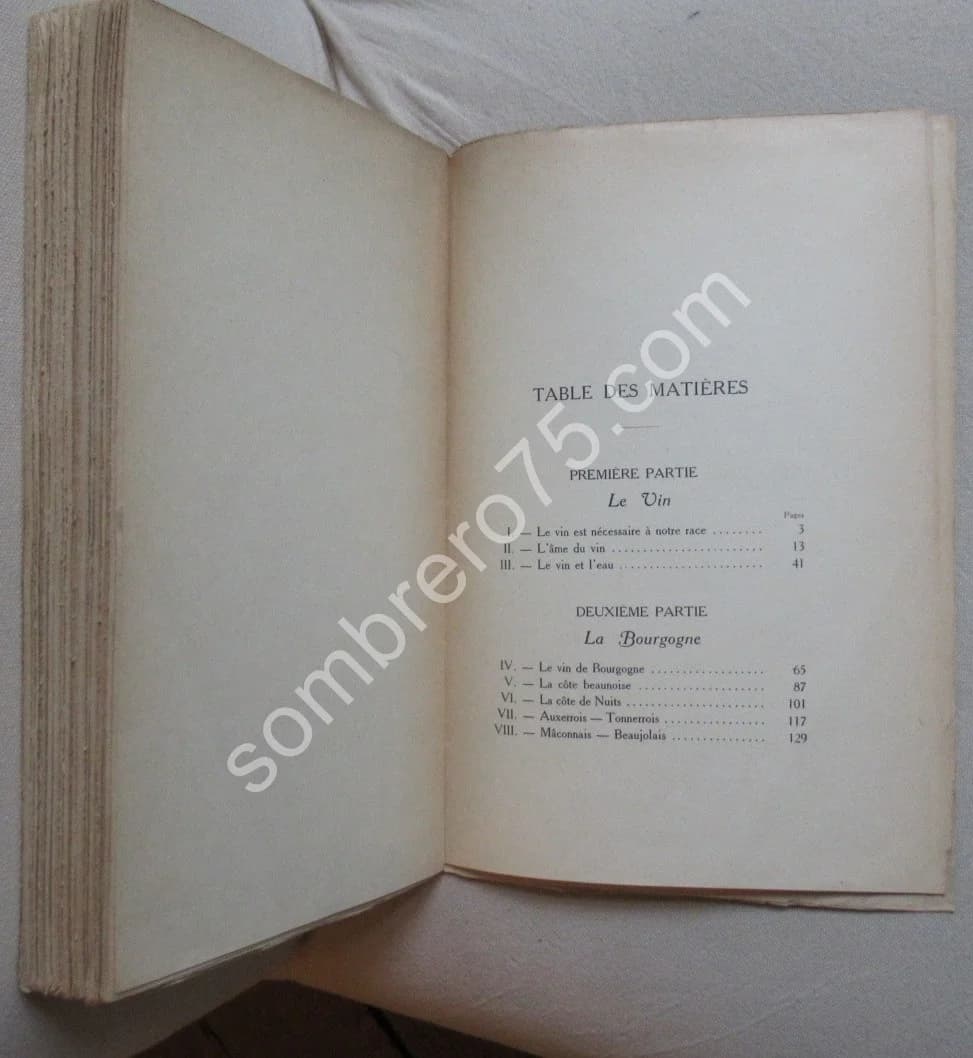 TABLE DES MATIÈRES
PREMIÈRE PARTIE
Le Vin
Pages
I. — Le vin est nécessaire à notre race ........ 3
II. — L'âme du vin ........................ 13
III. — Le vin et l'eau ....................... 41
DEUXIÈME PARTIE
La Bourgogne
IV. — Le vin de Bourgogne .................. 65
V. — La côte beaunoise .................... 87
VI. — La côte de Nuits ...................... 101
VII. — Auxerrois — Tonnerrois ................ 117
VIII. — Mâconnais — Beaujolais ............... 129
sombrero75.com